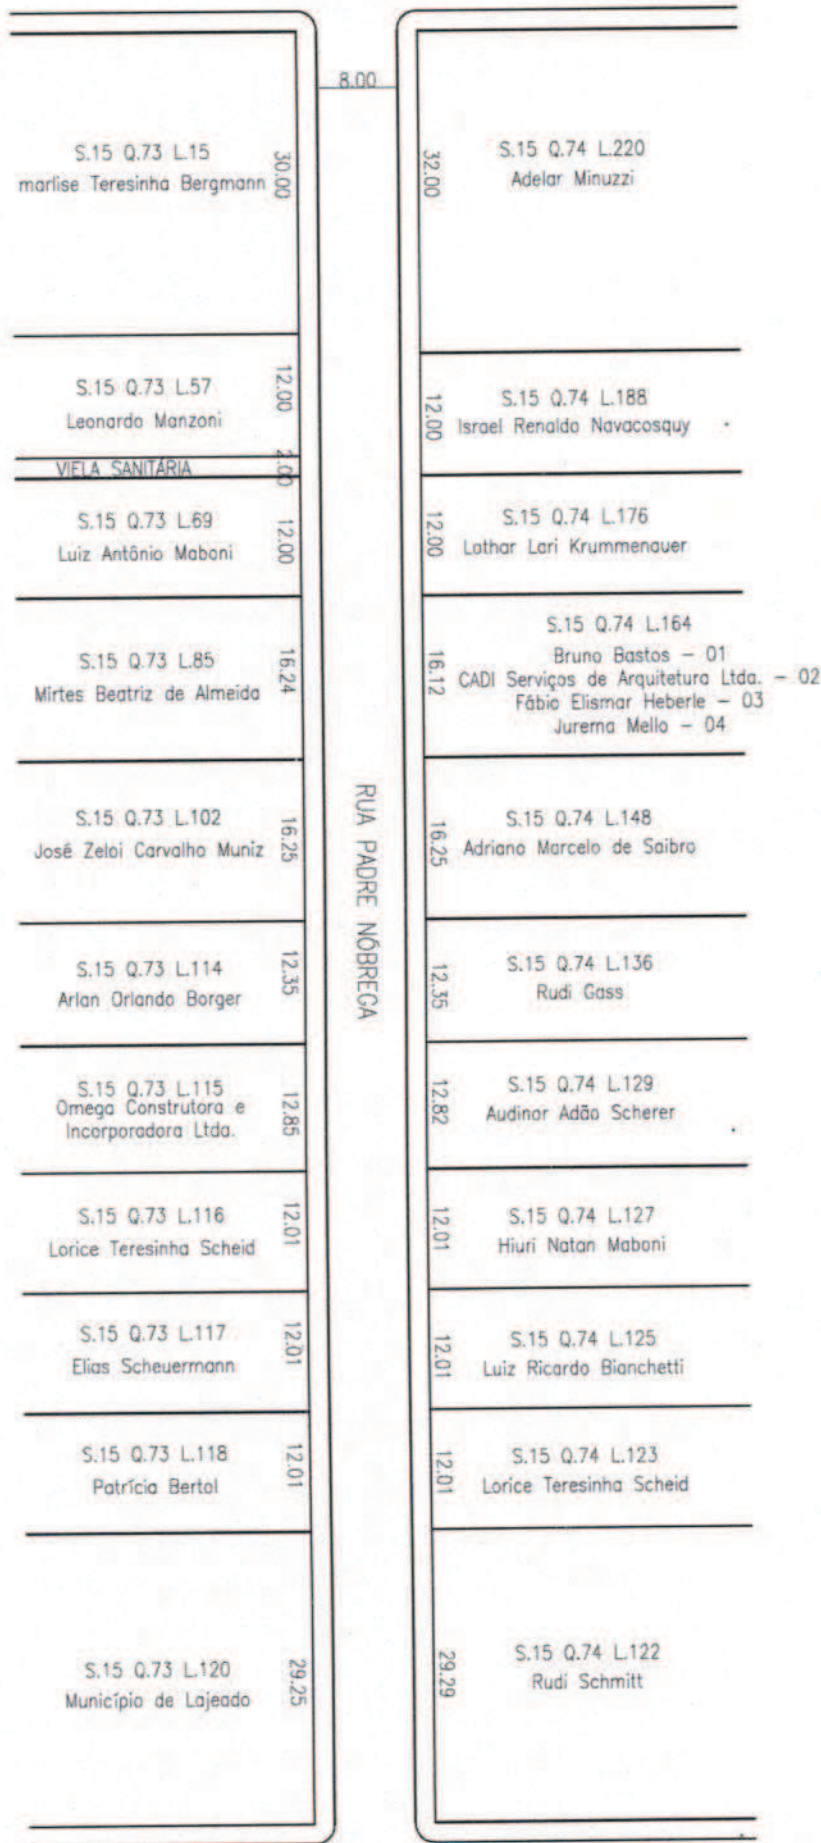 8.00
S.15 Q.73 L.15
marlise Teresinha Bergmann
30.00
S.15 Q.73 L.57
Leonardo Manzoni
12.00
VIELA SANITÁRIA
2.00
S.15 Q.73 L.69
Luiz Antônio Maboni
12.00
S.15 Q.73 L.85
Mirtes Beatriz de Almeida
16.24
S.15 Q.73 L.102
José Zeloi Carvalho Muniz
16.25
S.15 Q.73 L.114
Arlan Orlando Borger
12.35
S.15 Q.73 L.115
Omega Construtora e
Incorporadora Ltda.
12.85
S.15 Q.73 L.116
Lorice Teresinha Scheid
12.01
S.15 Q.73 L.117
Elias Scheuermann
12.01
S.15 Q.73 L.118
Patrícia Bertol
12.01
S.15 Q.73 L.120
Município de Lajeado
29.25
RUA PADRE NÓBREGA
32.00
S.15 Q.74 L.220
Adelar Minuzzi
12.00
S.15 Q.74 L.188
Israel Renaldo Navacosquy
12.00
S.15 Q.74 L.176
Lothar Lari Krummenauer
16.12
S.15 Q.74 L.164
Bruno Bastos - 01
CADI Serviços de Arquitetura Ltda. - 02
Fábio Elismar Heberle - 03
Jurema Mello - 04
16.25
S.15 Q.74 L.148
Adriano Marcelo de Saibro
12.35
S.15 Q.74 L.136
Rudi Gass
12.82
S.15 Q.74 L.129
Audinor Adão Scherer
12.01
S.15 Q.74 L.127
Hiuri Natan Maboni
12.01
S.15 Q.74 L.125
Luiz Ricardo Bianchetti
12.01
S.15 Q.74 L.123
Lorice Teresinha Scheid
29.29
S.15 Q.74 L.122
Rudi Schmitt